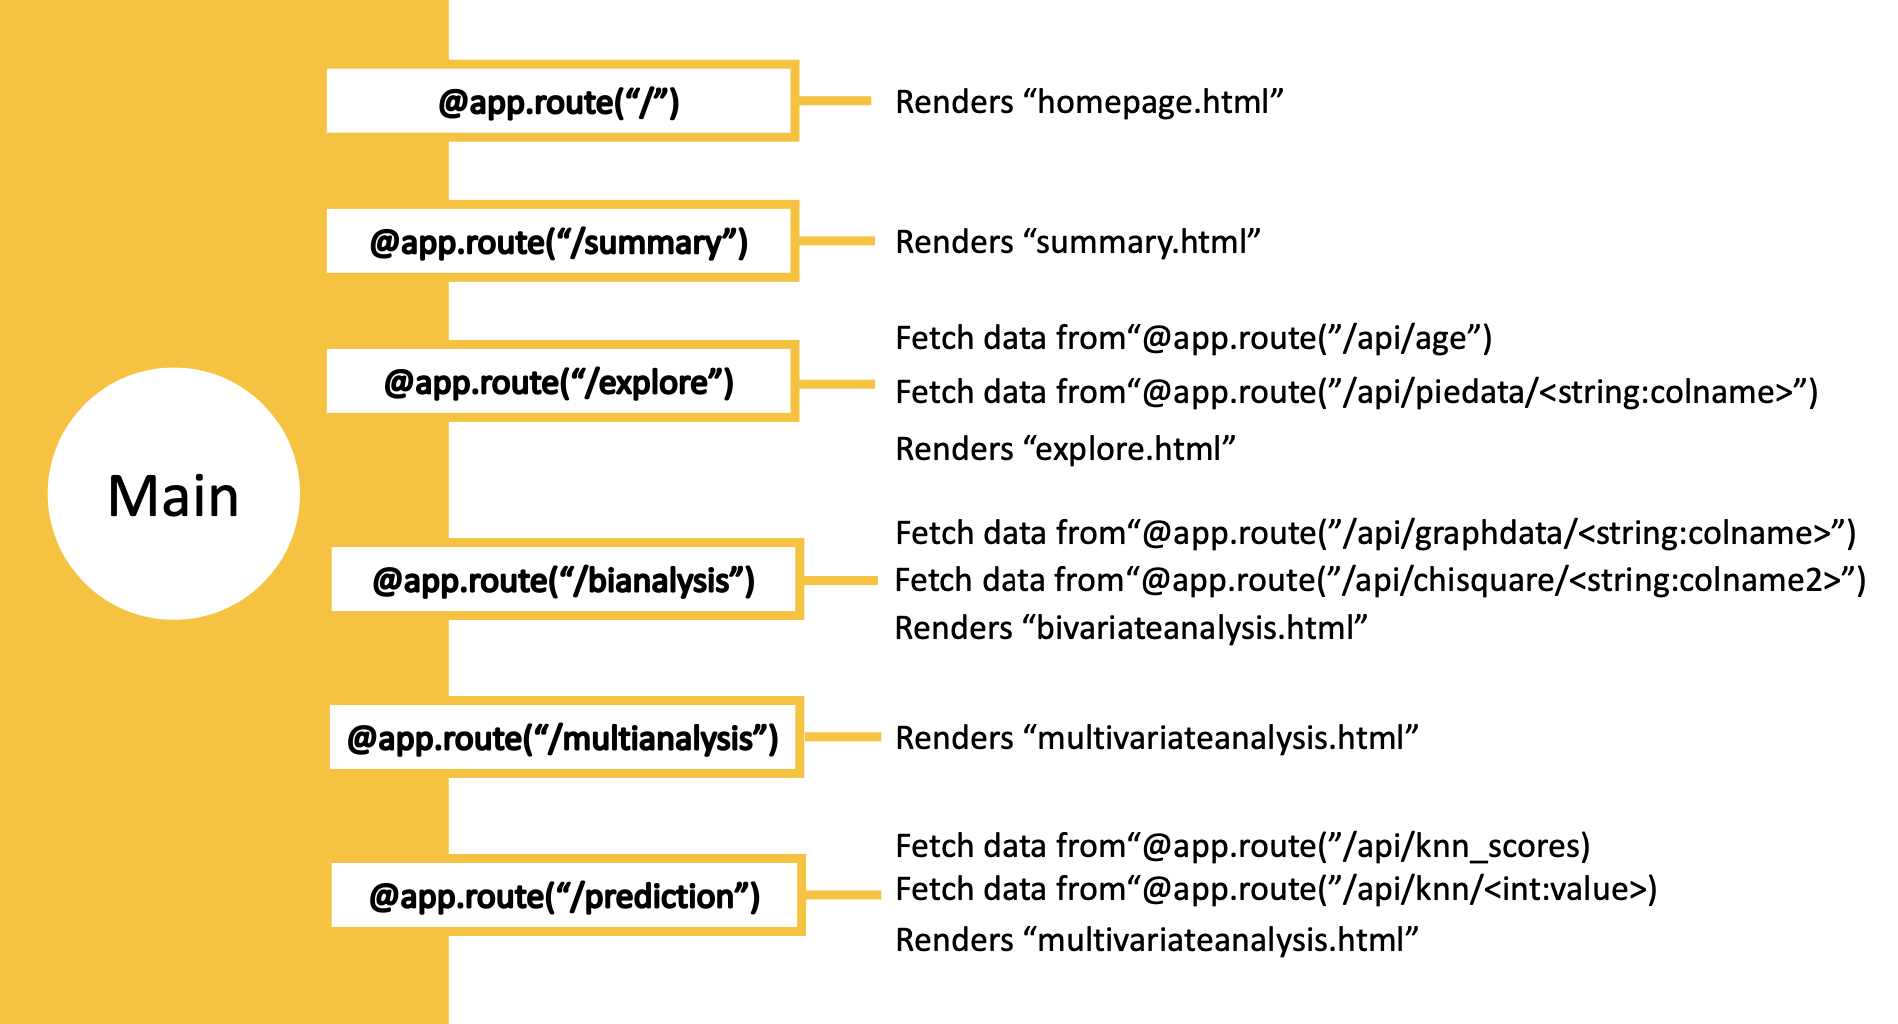 @app.route(“/”)
Renders “homepage.html”
@app.route(“/summary”)
Renders “summary.html”
Fetch data from“@app.route(”/api/age”)
@app.route(“/explore”)
Fetch data from“@app.route(”/api/piedata/<string:colname>”)
Renders “explore.html”
Main
Fetch data from“@app.route(”/api/graphdata/<string:colname>”)
@app.route(“/bianalysis”)
Fetch data from“@app.route(”/api/chisquare/<string:colname2>”)
Renders “bivariateanalysis.html”
@app.route(“/multianalysis”)
Renders “multivariateanalysis.html”
Fetch data from“@app.route(”/api/knn_scores)
@app.route(“/prediction”)
Fetch data from“@app.route(”/api/knn/<int:value>)
Renders “multivariateanalysis.html”